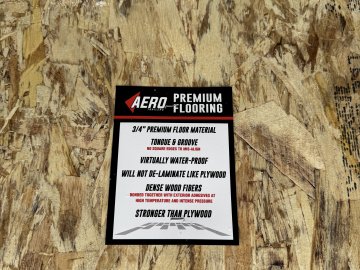 AERO PREMIUM
FLOORING
3/4" PREMIUM FLOOR MATERIAL
TONGUE & GROOVE
NO SQUARE EDGES TO MIS-ALIGN
VIRTUALLY WATER-PROOF
WILL NOT DE-LAMINATE LIKE PLYWOOD
DENSE WOOD FIBERS
BONDED TOGETHER WITH EXTERIOR ADHESIVES AT
HIGH TEMPERATURE AND INTENSE PRESSURE
STRONGER THAN PLYWOOD